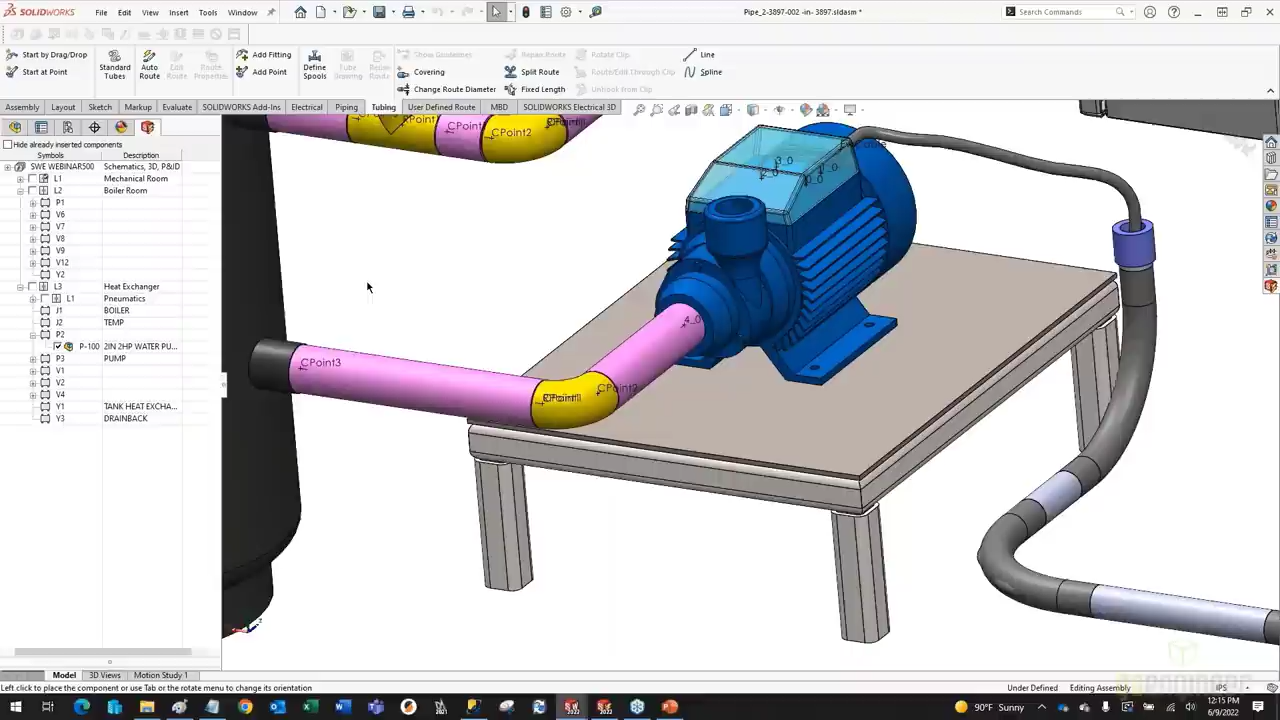 SOLIDWORKS File Edit View Insert Tools Window
Pipe_2-3897-002 -in- 3897.sldasm *
Search Commands
Start by Drag/Drop
Start at Point
Standard Tubes
Auto Route
Edit Route
Route Properties
Add Fitting
Add Point
Define Spools
Tube Drawing
Repair Route
Show Guidelines
Covering
Change Route Diameter
Repair Route
Split Route
Fixed Length
Rotate Clip
Route/Edit Through Clip
Unhook from Clip
Line
Spline
Assembly Layout Sketch Markup Evaluate SOLIDWORKS Add-Ins Electrical Piping Tubing User Defined Route MBD SOLIDWORKS Electrical 3D
Hide already inserted components
Symbols Description
SWE WEBINAR500 Schematics, 3D, P&ID
L1 Mechanical Room
L2 Boiler Room
P1
V6
V7
V8
V9
V12
Y2
L3 Heat Exchanger
L1 Pneumatics
J1 BOILER
J2 TEMP
P2
P-100 2IN 2HP WATER PU...
P3 PUMP
V1
V2
V4
Y1 TANK HEAT EXCHA...
Y3 DRAINBACK
CPoint1
CPoint2
3_0
4_0
CPoint3
CPoint2
Model 3D Views Motion Study 1
Left click to place the component or use Tab or the rotate menu to change its orientation
Under Defined Editing Assembly IPS
90°F Sunny
12:15 PM
6/9/2022